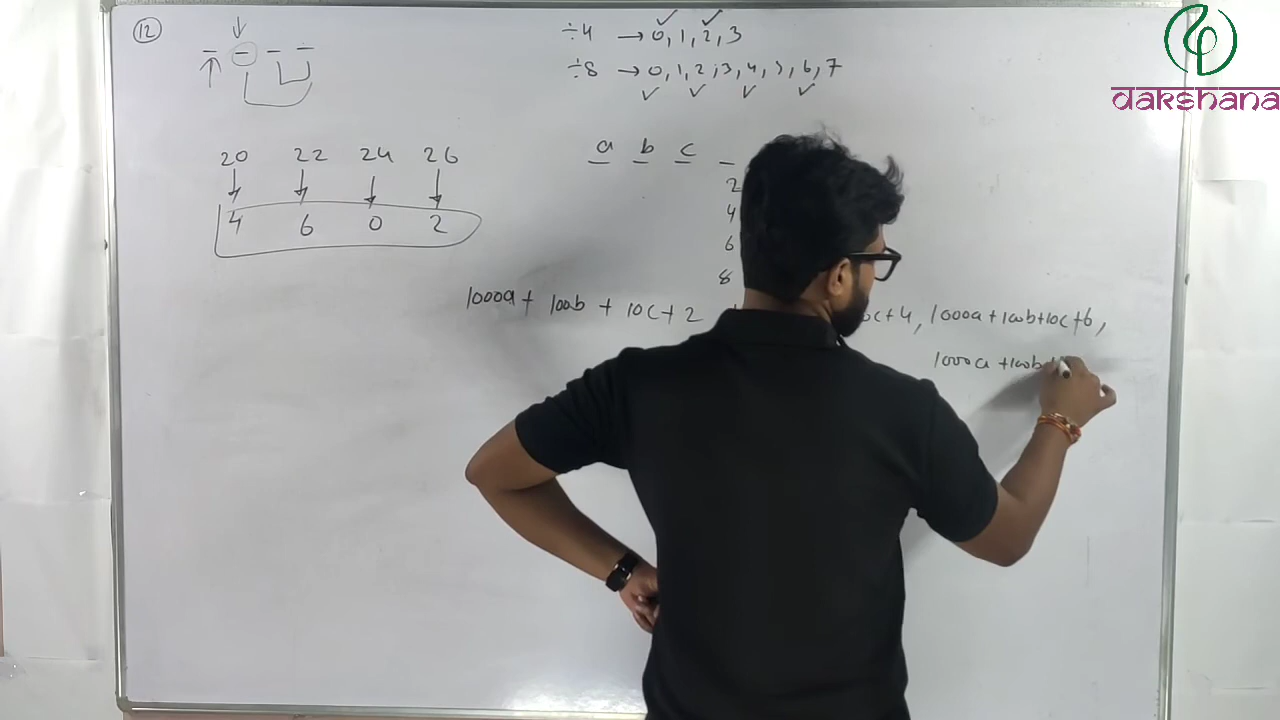 12
÷4 → 0, 1, 2, 3
÷8 → 0, 1, 2, 3, 4, 5, 6, 7
dakshana
20 22 24 26
4 6 0 2
a b c _
2
4
6
8
1000a + 100b + 10c + 2 c + 4, 1000a + 100b + 10c + 6,
1000a + 100b